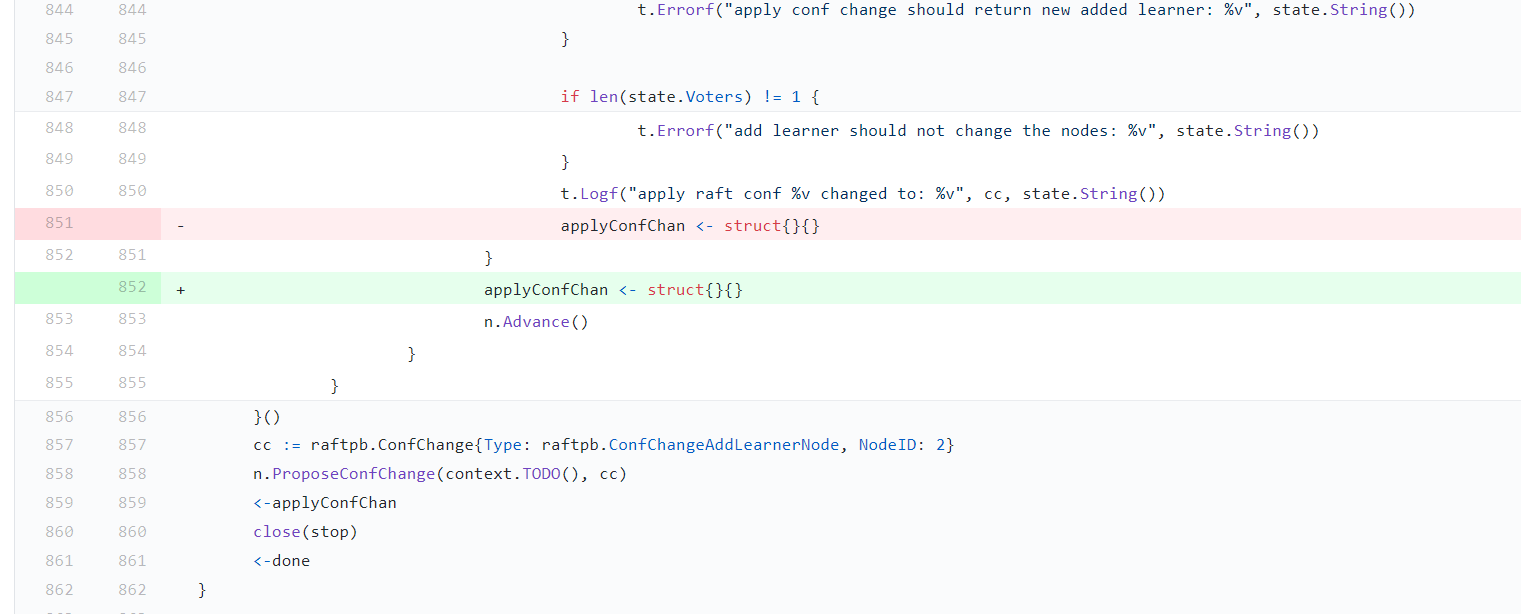 844 844 t.Errorf("apply conf change should return new added learner: %v", state.String())
845 845 }
846 846
847 847 if len(state.Voters) != 1 {
848 848 t.Errorf("add learner should not change the nodes: %v", state.String())
849 849 }
850 850 t.Logf("apply raft conf %v changed to: %v", cc, state.String())
851 - applyConfChan <- struct{}{}
852 851 }
852 + applyConfChan <- struct{}{}
853 853 n.Advance()
854 854 }
855 855 }
856 856 }()
857 857 cc := raftpb.ConfChange{Type: raftpb.ConfChangeAddLearnerNode, NodeID: 2}
858 858 n.ProposeConfChange(context.TODO(), cc)
859 859 <-applyConfChan
860 860 close(stop)
861 861 <-done
862 862 }